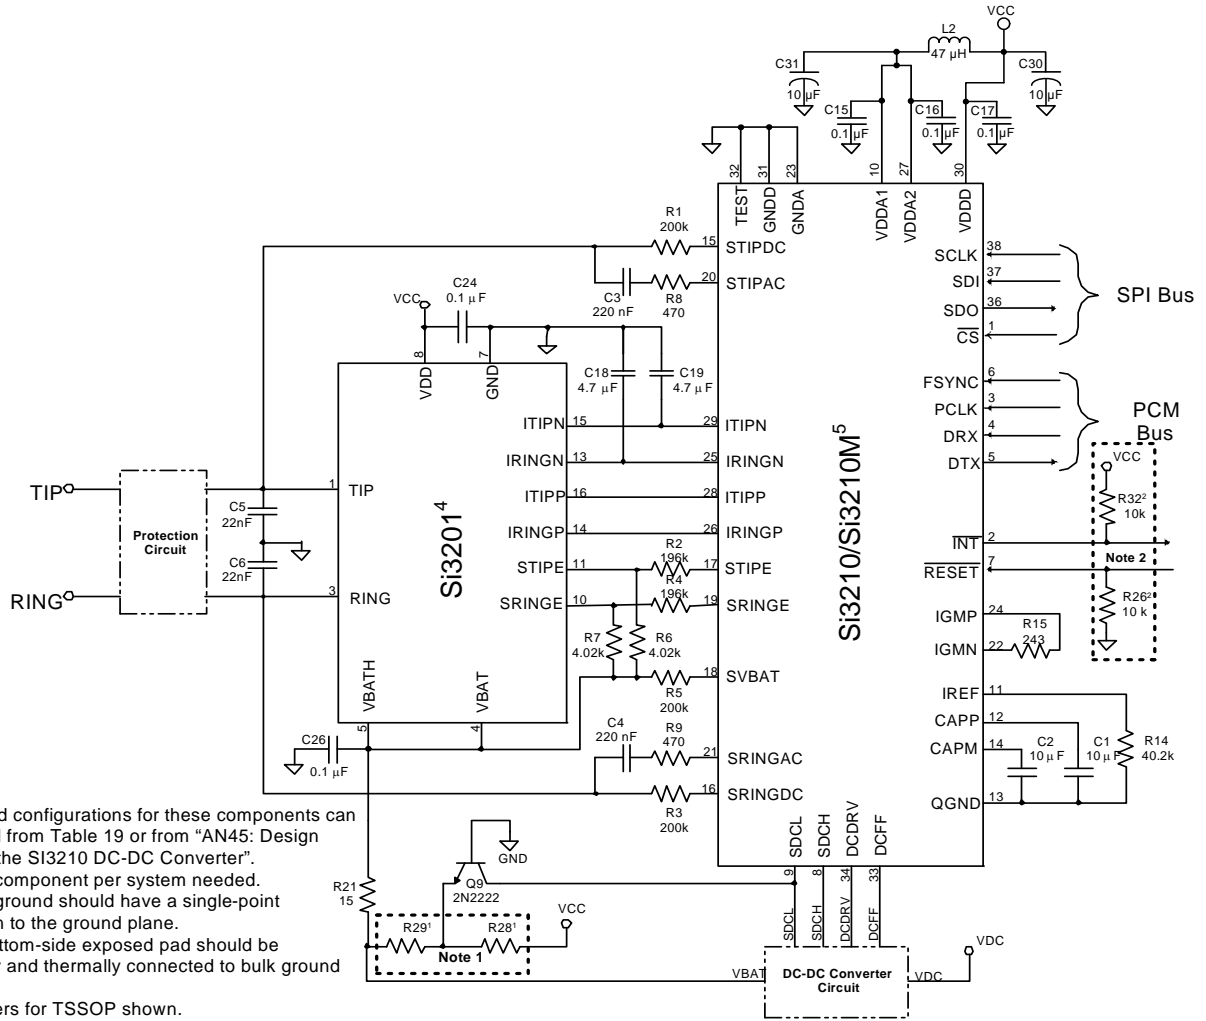 VCC
L2
47 µH
C31
10 µF
C30
10 µF
C15
0.1 µF
C16
0.1 µF
C17
0.1 µF
32
31
23
10
27
30
TEST
GNDD
GNDA
VDDA1
VDDA2
VDDD
R1
200k
15
STIPDC
C3
220 nF
R8
470
20
STIPAC
SCLK
38
SDI
37
SDO
36
CS
1
SPI Bus
C24
0.1 µF
VCC
8
7
VDD
GND
C18
4.7 µF
C19
4.7 µF
FSYNC
6
PCLK
3
DRX
4
DTX
5
PCM
Bus
ITIPN
15
29
ITIPN
IRINGN
13
25
IRINGN
ITIPP
16
28
ITIPP
IRINGP
14
26
IRINGP
STIPE
11
R2
196k
17
STIPE
SRINGE
10
R4
196k
19
SRINGE
Si3201⁴
Si3210/Si3210M⁵
VCC
R32²
10k
INT
2
Note 2
RESET
7
R26²
10 k
TIP
RING
Protection
Circuit
C5
22nF
C6
22nF
1
TIP
3
RING
R7
4.02k
R6
4.02k
18
SVBAT
R5
200k
IGMP
24
R15
243
IGMN
22
IREF
11
CAPP
12
CAPM
14
C2
10 µF
C1
10 µF
R14
40.2k
QGND
13
VBATH
VBAT
5
4
C26
0.1 µF
C4
220 nF
R9
470
21
SRINGAC
16
SRINGDC
R3
200k
SDCL
SDCH
DCDRV
DCFF
9
8
34
33
SDCL
SDCH
DCDRV
DCFF
d configurations for these components can
d from Table 19 or from “AN45: Design
the SI3210 DC-DC Converter”.
component per system needed.
ground should have a single-point
n to the ground plane.
ttom-side exposed pad should be
y and thermally connected to bulk ground
ers for TSSOP shown.
GND
Q9
2N2222
R21
15
R29¹
R28¹
VCC
Note 1
VBAT
DC-DC Converter
Circuit
VDC
VDC